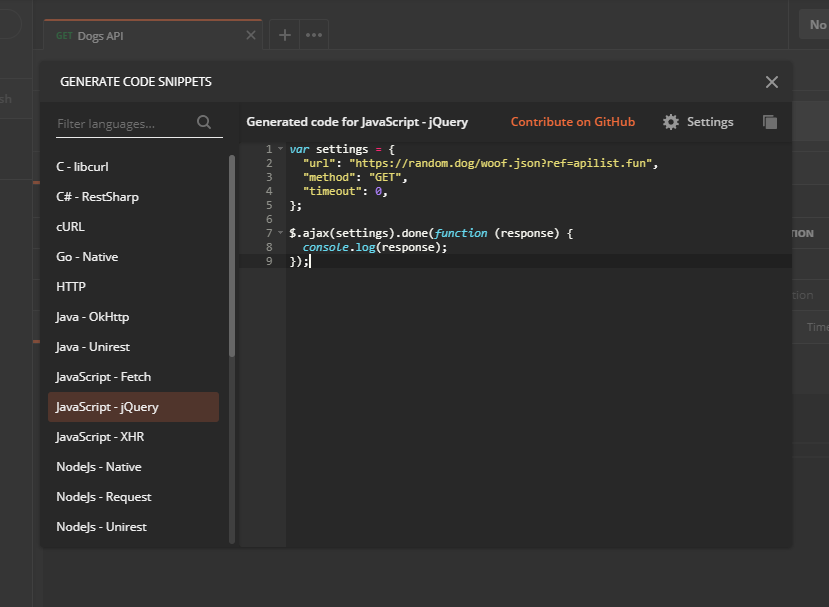 GET Dogs API
No
GENERATE CODE SNIPPETS
Filter languages...
C - libcurl
C# - RestSharp
cURL
Go - Native
HTTP
Java - OkHttp
Java - Unirest
JavaScript - Fetch
JavaScript - jQuery
JavaScript - XHR
NodeJs - Native
NodeJs - Request
NodeJs - Unirest
Generated code for JavaScript - jQuery
Contribute on GitHub
Settings
1 var settings = {
2 "url": "https://random.dog/woof.json?ref=apilist.fun",
3 "method": "GET",
4 "timeout": 0,
5 };
6
7 $.ajax(settings).done(function (response) {
8 console.log(response);
9 });